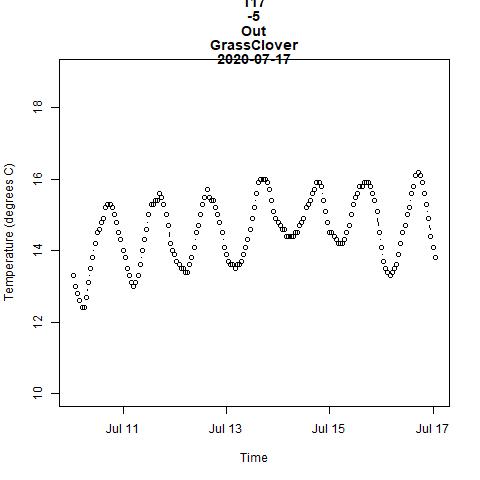 117
-5
Out
GrassClover
2020-07-17
Temperature (degrees C)
18
16
14
12
10
Jul 11
Jul 13
Jul 15
Jul 17
Time